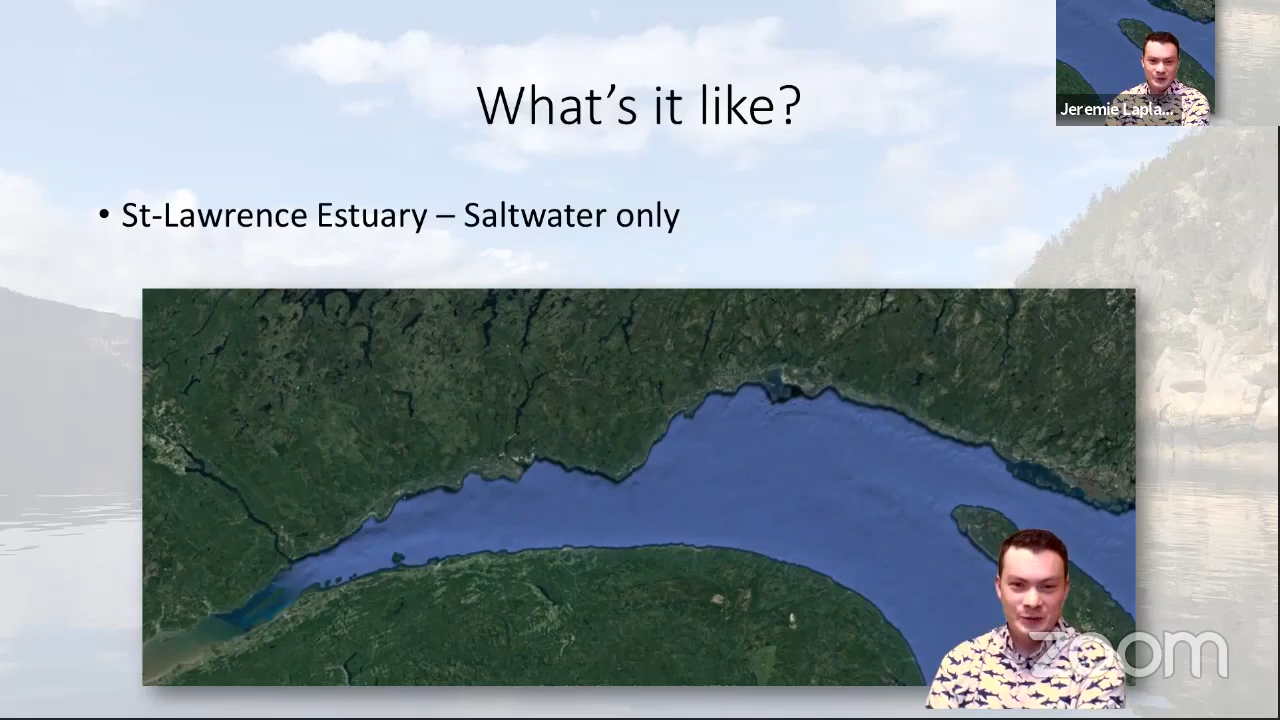 What's it like?
Jeremie Lapla...
• St-Lawrence Estuary – Saltwater only
zoom